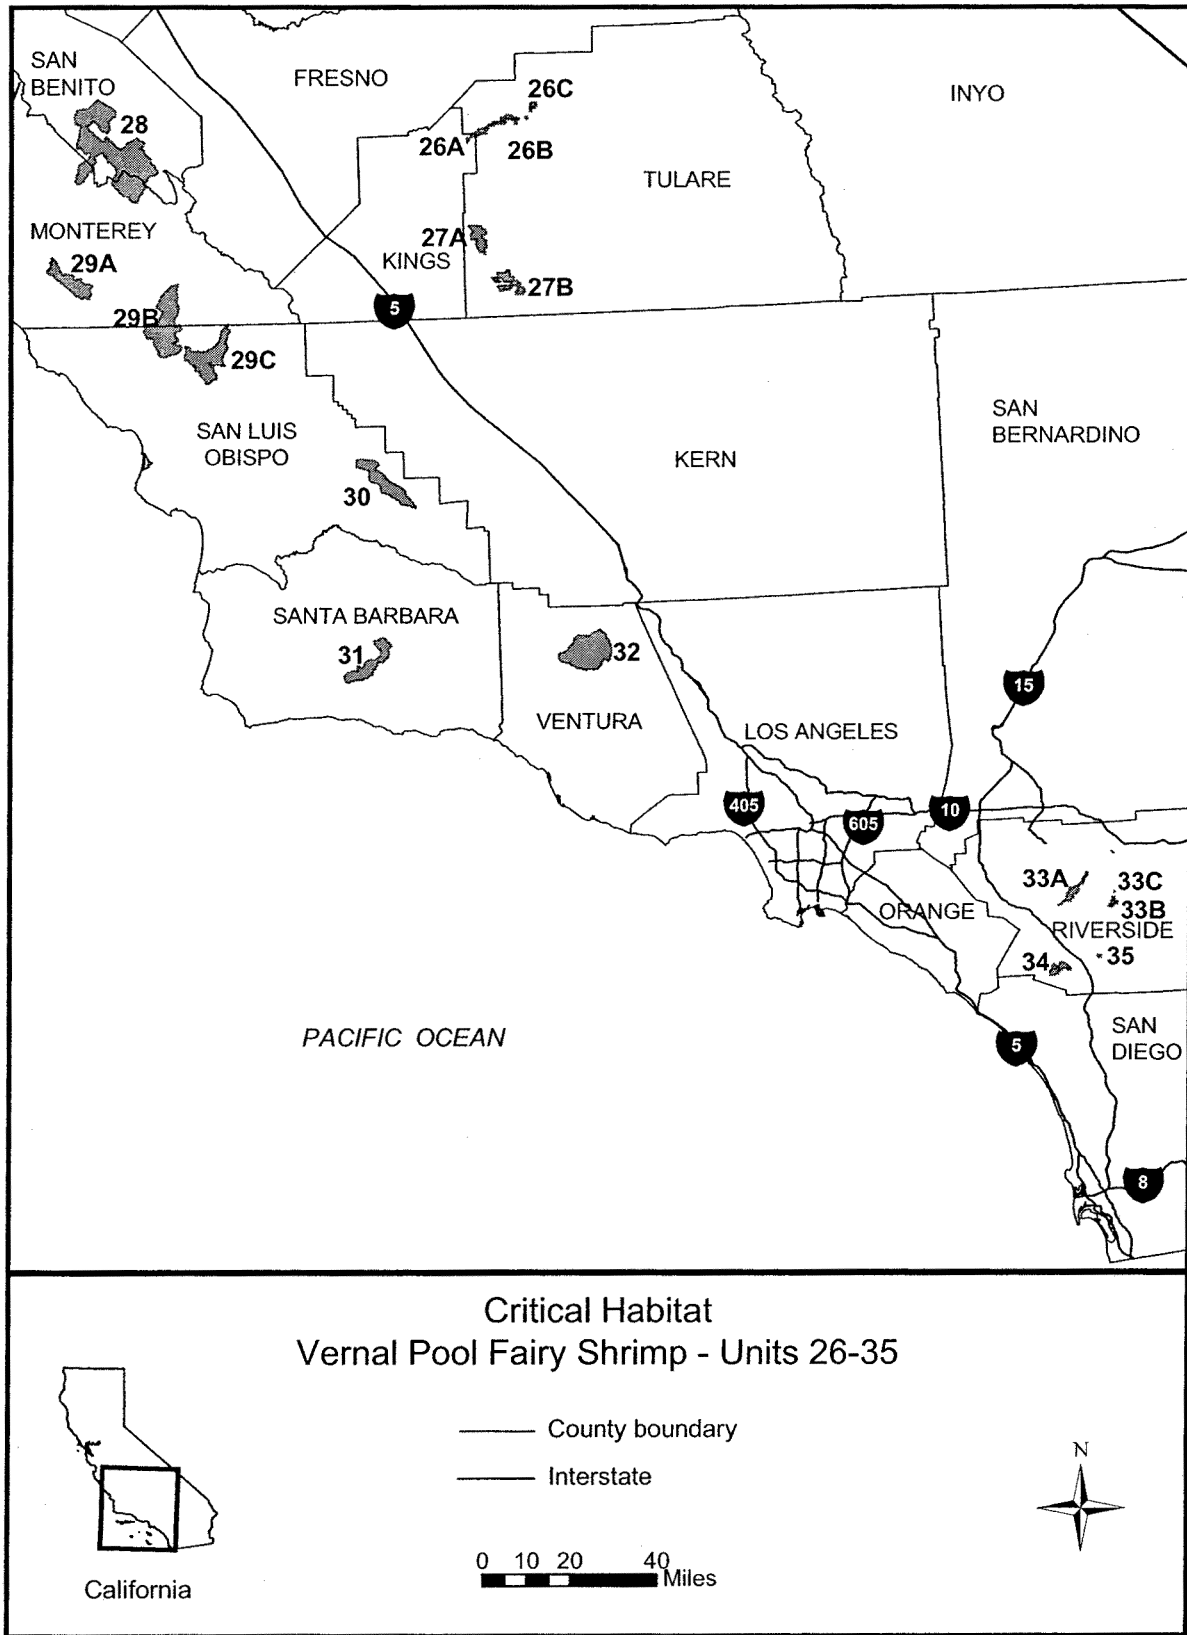 SAN
BENITO
FRESNO
INYO
26C
28
26A
26B
TULARE
MONTEREY
27A
29A
KINGS
27B
5
29B
29C
SAN LUIS
OBISPO
SAN
BERNARDINO
KERN
30
SANTA BARBARA
31
32
15
VENTURA
LOS ANGELES
405
605
10
33A
33C
33B
ORANGE
RIVERSIDE
34
35
PACIFIC OCEAN
SAN
DIEGO
5
8
Critical Habitat
Vernal Pool Fairy Shrimp - Units 26-35
County boundary
Interstate
N
California
0 10 20 40
Miles